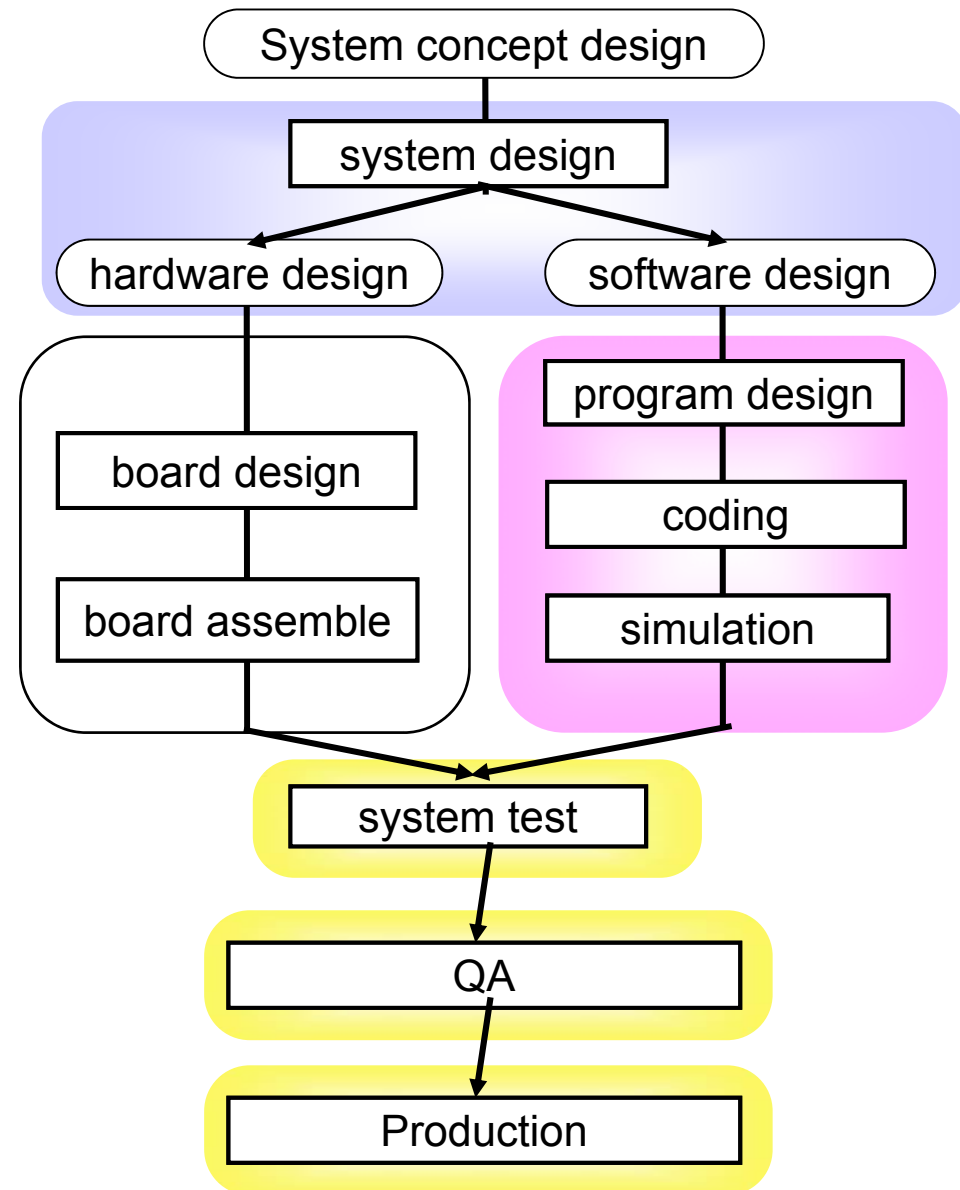 System concept design
system design
hardware design
software design
program design
board design
coding
board assemble
simulation
system test
QA
Production